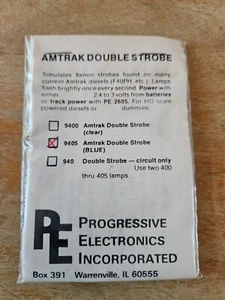 AMTRAK DOUBLE STROBE
Simulates Xenon strobes found on many
current Amtrak diesels (F40PH, etc). Lamps
flash brightly once every second. Power with
either 2.4 to 3 volts from batteries
or track power with PE 2605. For HO scale
powered diesels or dummies.
9400 Amtrak Double Strobe
(clear)
9405 Amtrak Double Strobe
(BLUE)
940 Double Strobe — circuit only
Use two 400
thru 405 lamps
PE
PROGRESSIVE
ELECTRONICS
INCORPORATED
Box 391 Warrenville, IL 60555